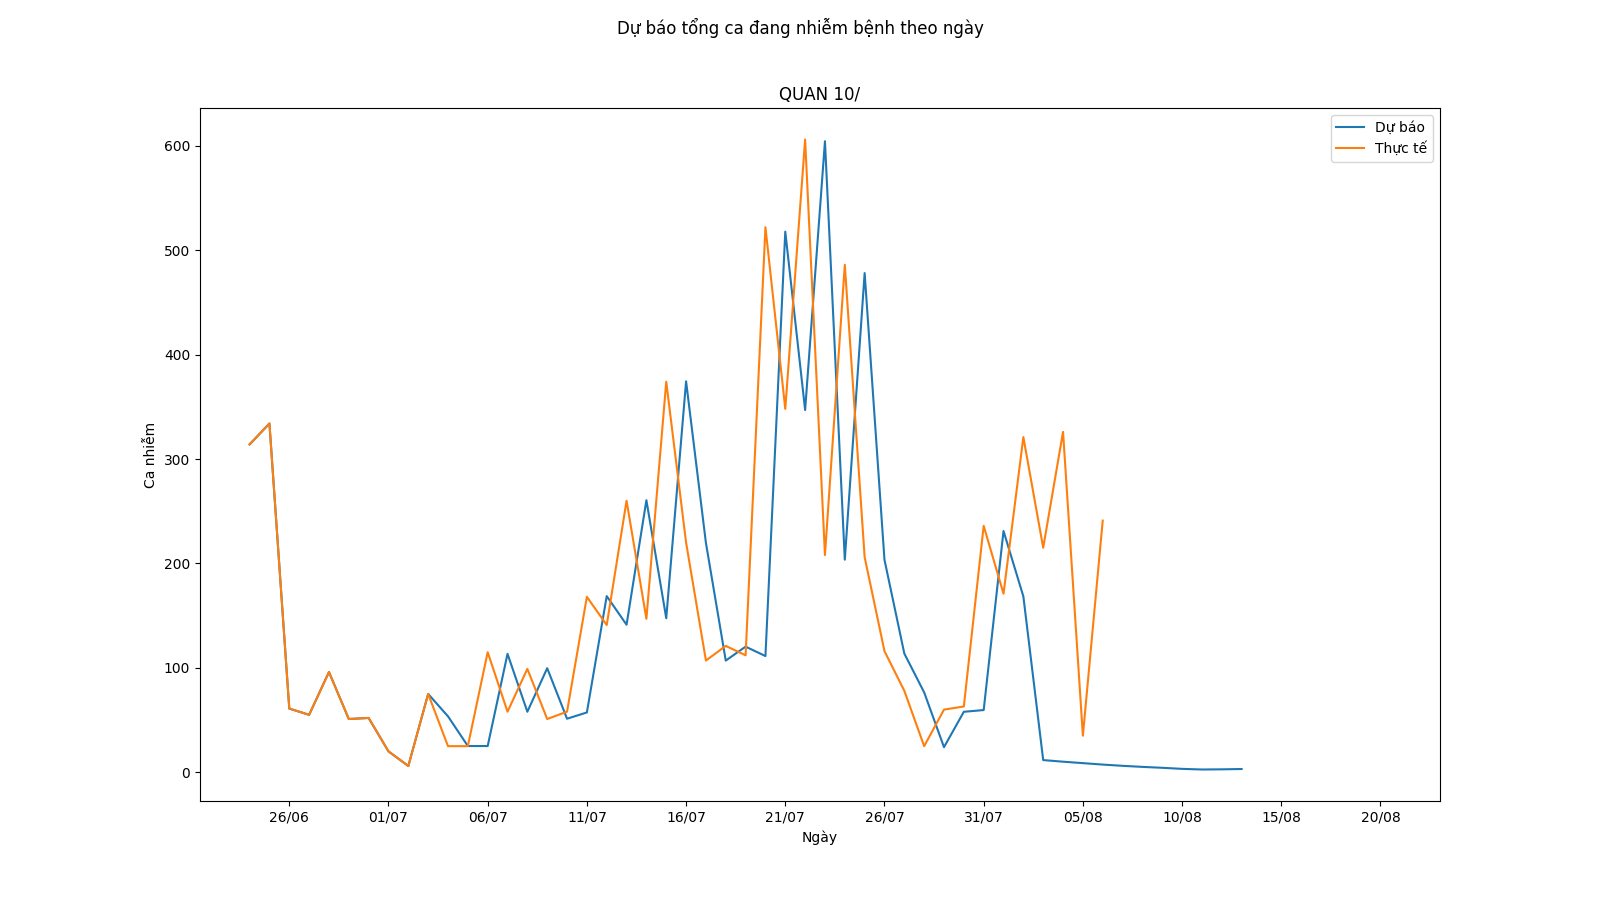 Dự báo tổng ca đang nhiễm bệnh theo ngày
QUAN 10/
Dự báo
Thực tế
600
500
400
300
200
100
0
Ca nhiễm
26/06 01/07 06/07 11/07 16/07 21/07 26/07 31/07 05/08 10/08 15/08 20/08
Ngày